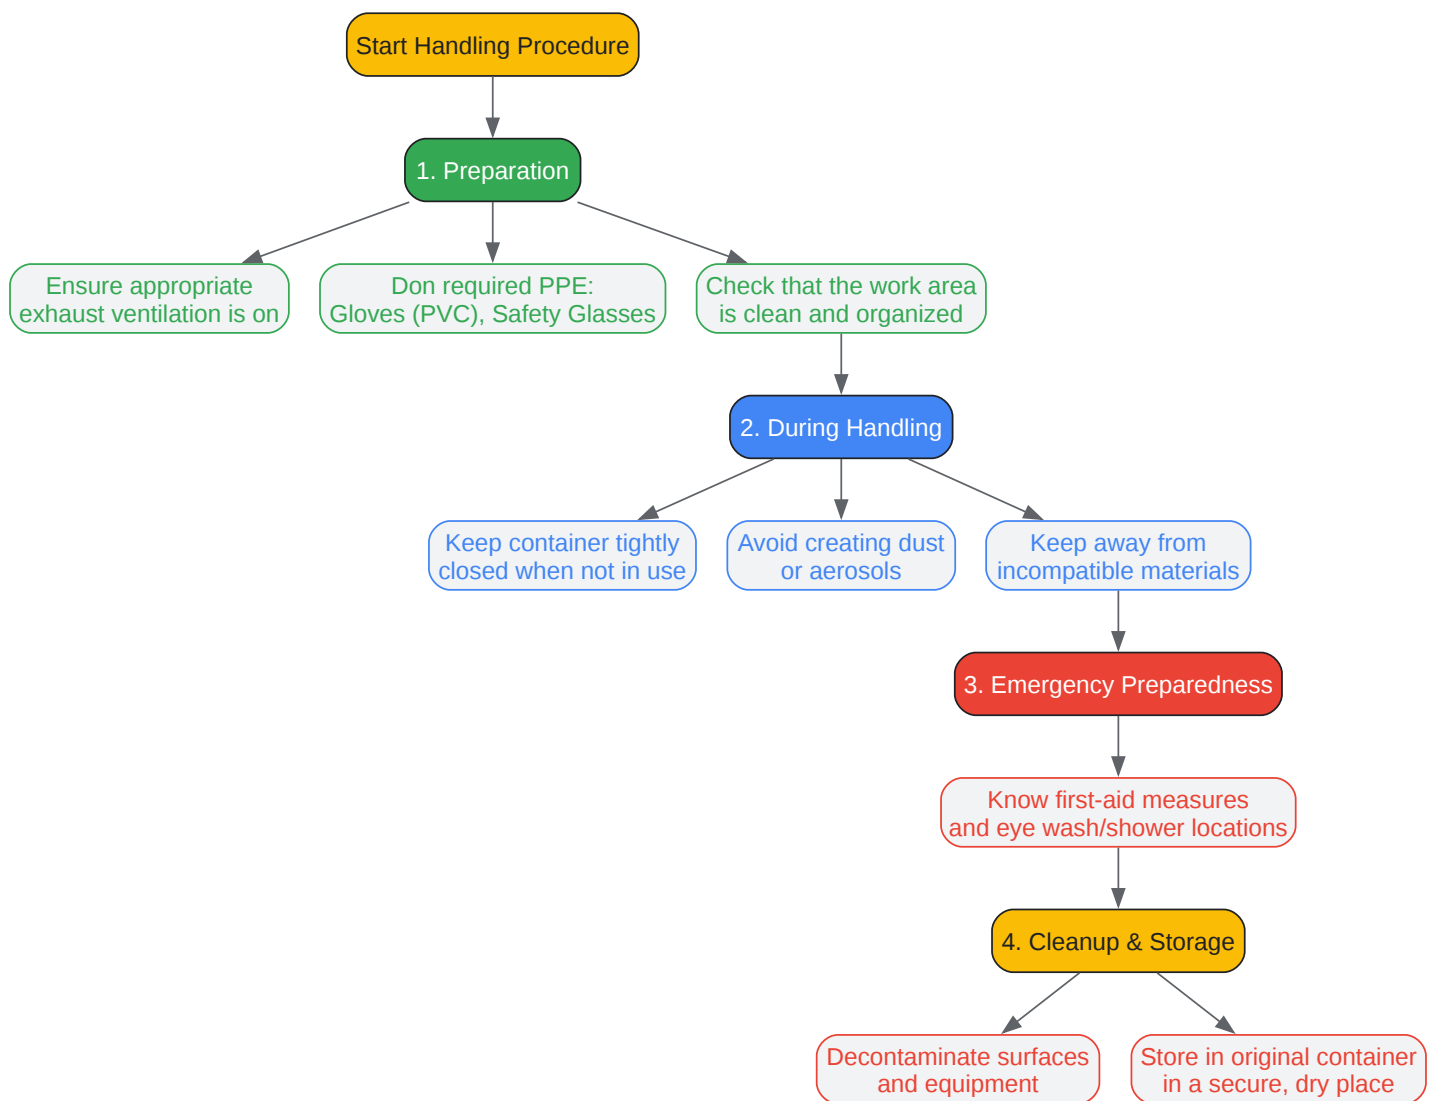 Start Handling Procedure
1. Preparation
Ensure appropriate
exhaust ventilation is on
Don required PPE:
Gloves (PVC), Safety Glasses
Check that the work area
is clean and organized
2. During Handling
Keep container tightly
closed when not in use
Avoid creating dust
or aerosols
Keep away from
incompatible materials
3. Emergency Preparedness
Know first-aid measures
and eye wash/shower locations
4. Cleanup & Storage
Decontaminate surfaces
and equipment
Store in original container
in a secure, dry place